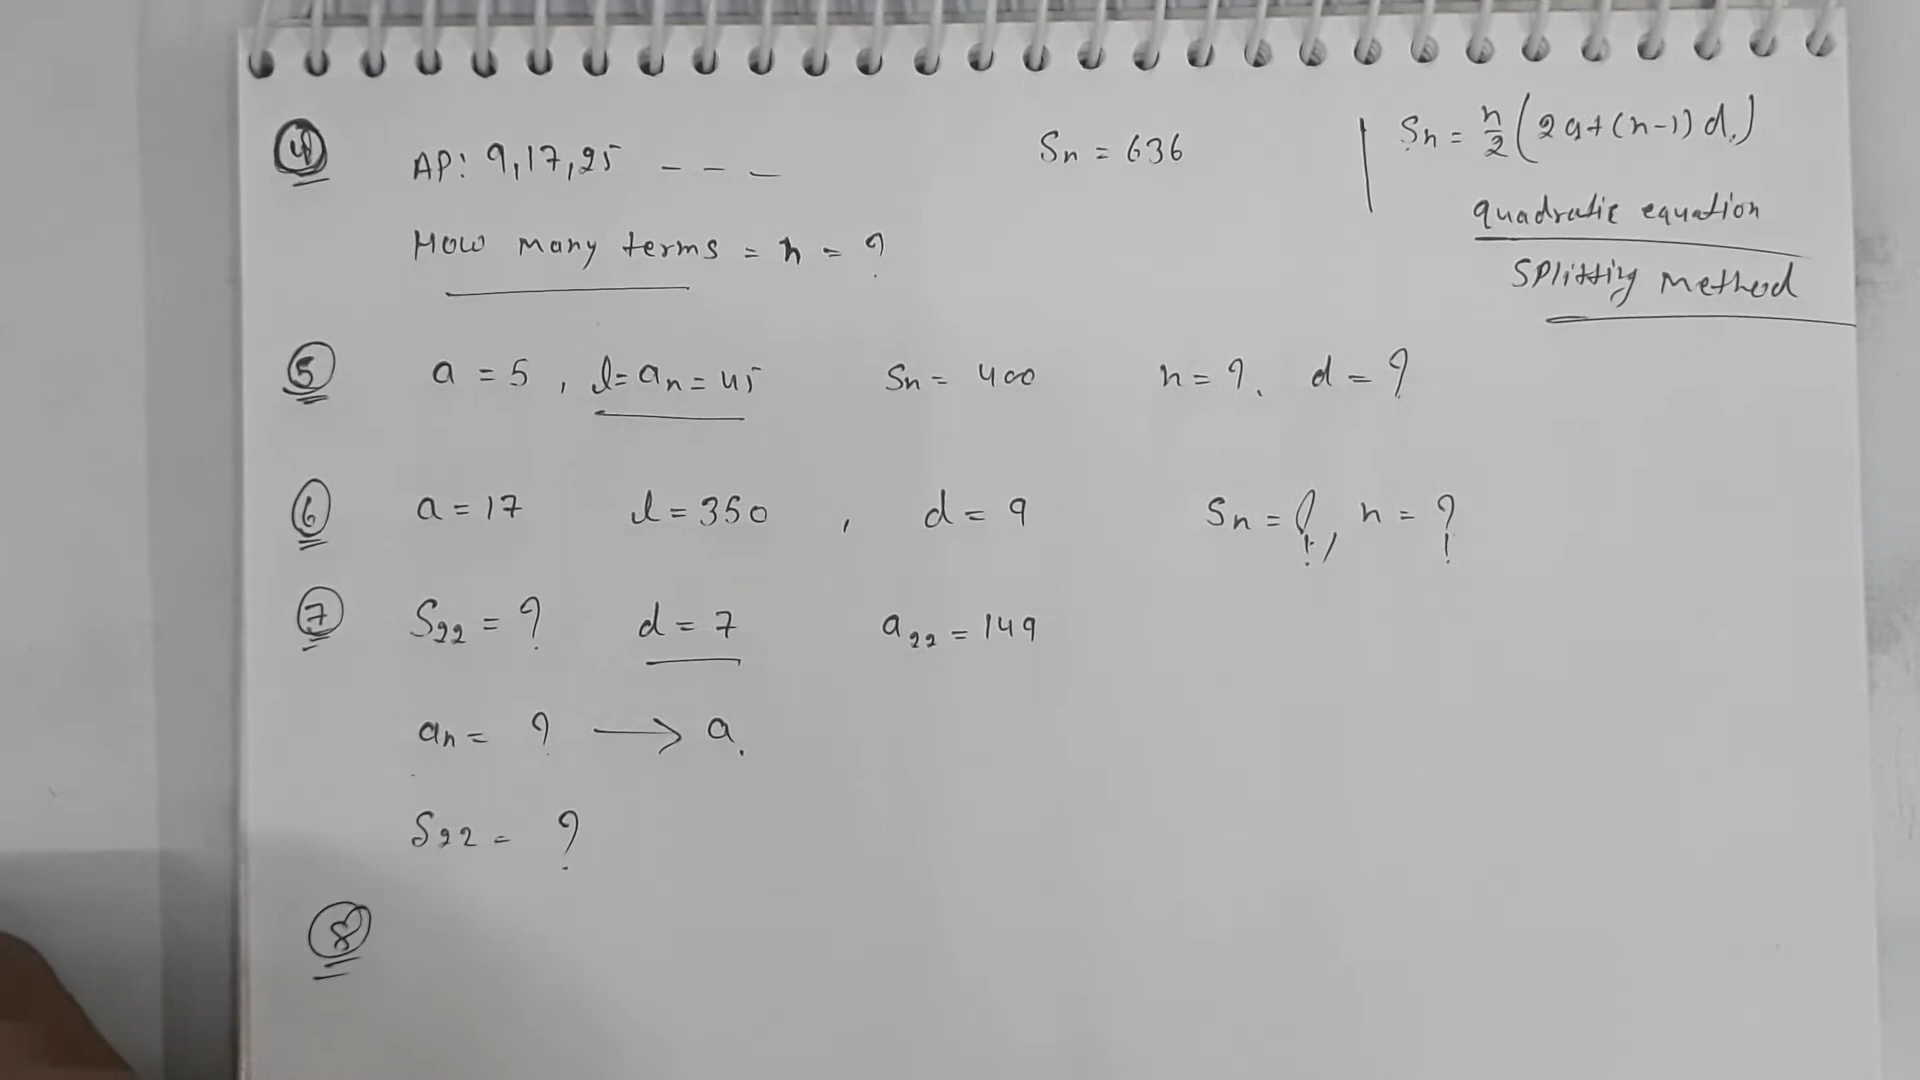 ④ AP: 9,17,25 - - - Sn = 636 | Sn = n/2 (2a+(n-1)d.)
quadratic equation
How many terms = n = ?
Splitting method
⑤ a = 5 , l = an = 45 Sn = 400 n = ?. d = ?
⑥ a = 17 l = 350 , d = 9 Sn = ?, n = ?
⑦ S22 = ? d = 7 a22 = 149
an = ? → a.
S22 = ?
⑧